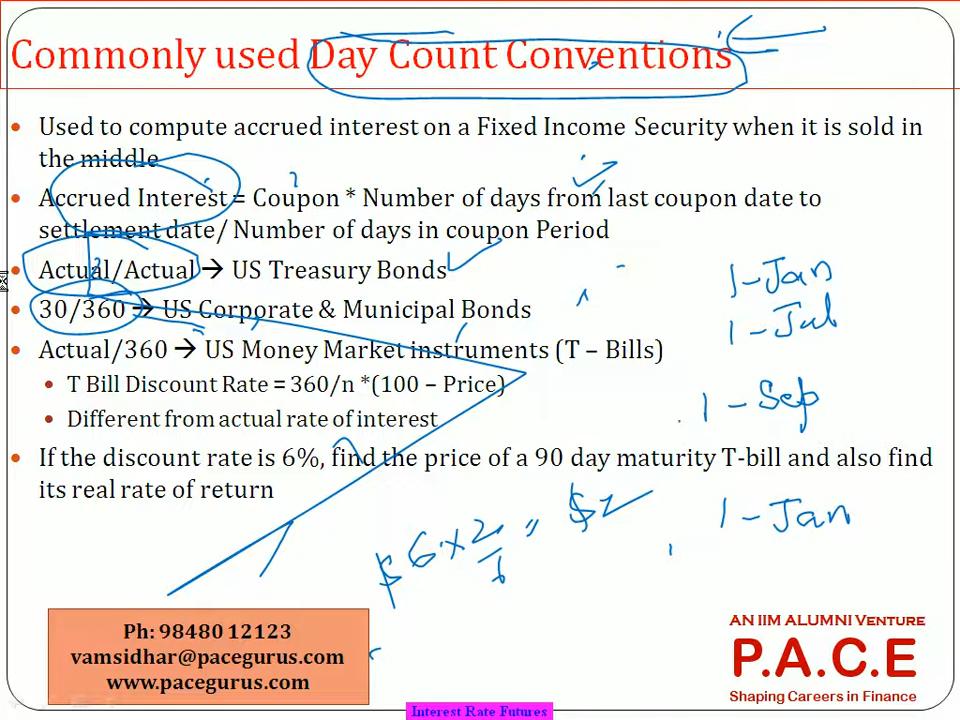 Commonly used Day Count Conventions
• Used to compute accrued interest on a Fixed Income Security when it is sold in
the middle
• Accrued Interest = Coupon * Number of days from last coupon date to
settlement date/ Number of days in coupon Period
• Actual/Actual → US Treasury Bonds
• 30/360 → US Corporate & Municipal Bonds
• Actual/360 → US Money Market instruments (T – Bills)
• T Bill Discount Rate = 360/n *(100 – Price)
• Different from actual rate of interest
• If the discount rate is 6%, find the price of a 90 day maturity T-bill and also find
its real rate of return
1 - Jan
1 - Jul
1 - Sep
1 - Jan
$6 × 2/6 = $2
Ph: 98480 12123
vamsidhar@pacegurus.com
www.pacegurus.com
AN IIM ALUMNI VENTURE
P.A.C.E
Shaping Careers in Finance
Interest Rate Futures